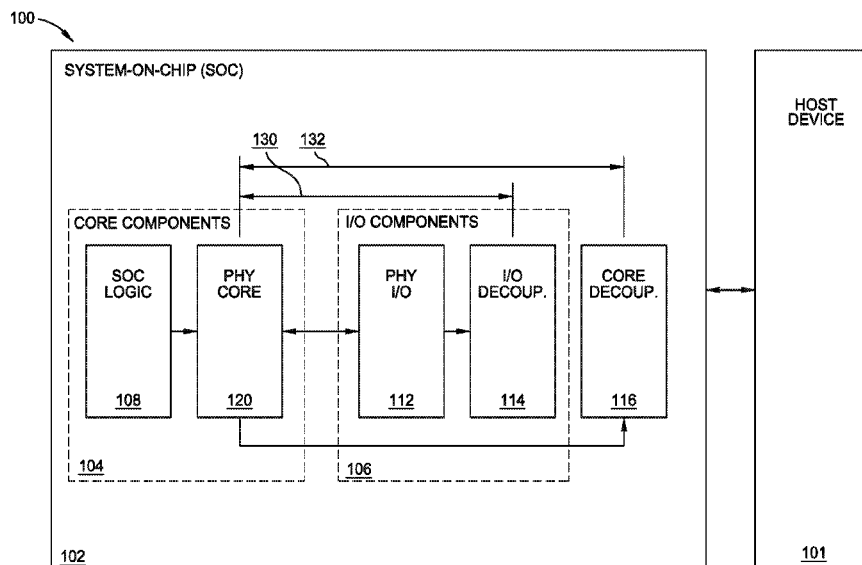 100
SYSTEM-ON-CHIP (SOC)
HOST
DEVICE
132
130
CORE COMPONENTS
I/O COMPONENTS
SOC
LOGIC
PHY
CORE
PHY
I/O
I/O
DECOUP.
CORE
DECOUP.
108
120
112
114
116
104
106
102
101